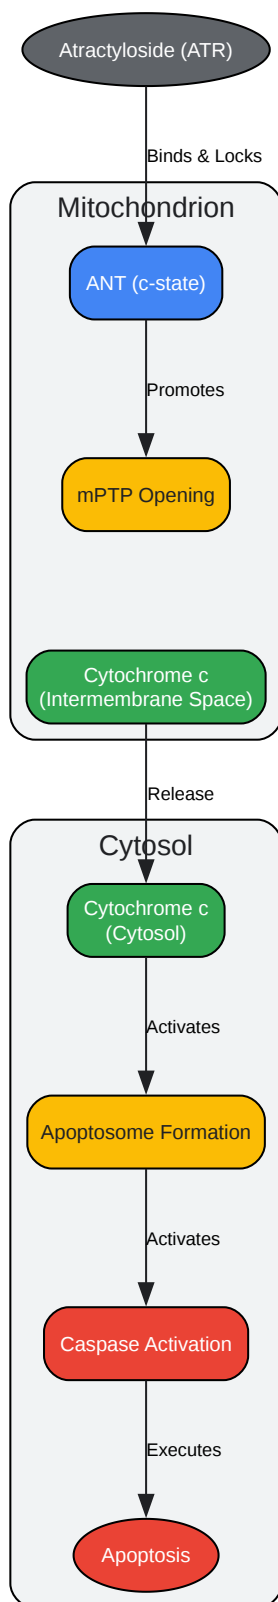 Atractyloside (ATR)
Binds & Locks
Mitochondrion
ANT (c-state)
Promotes
mPTP Opening
Cytochrome c
(Intermembrane Space)
Release
Cytosol
Cytochrome c
(Cytosol)
Activates
Apoptosome Formation
Activates
Caspase Activation
Executes
Apoptosis